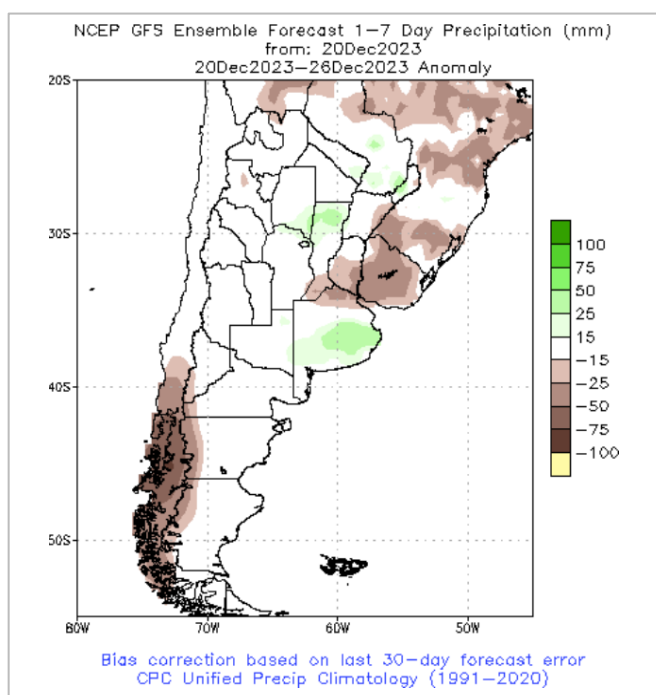 NCEP GFS Ensemble Forecast 1-7 Day Precipitation (mm)
from: 20Dec2023
20Dec2023-26Dec2023 Anomaly
20S
30S
40S
50S
80W
70W
60W
50W
100
75
50
25
15
-15
-25
-50
-75
-100
Bias correction based on last 30-day forecast error
CPC Unified Precip Climatology (1991-2020)